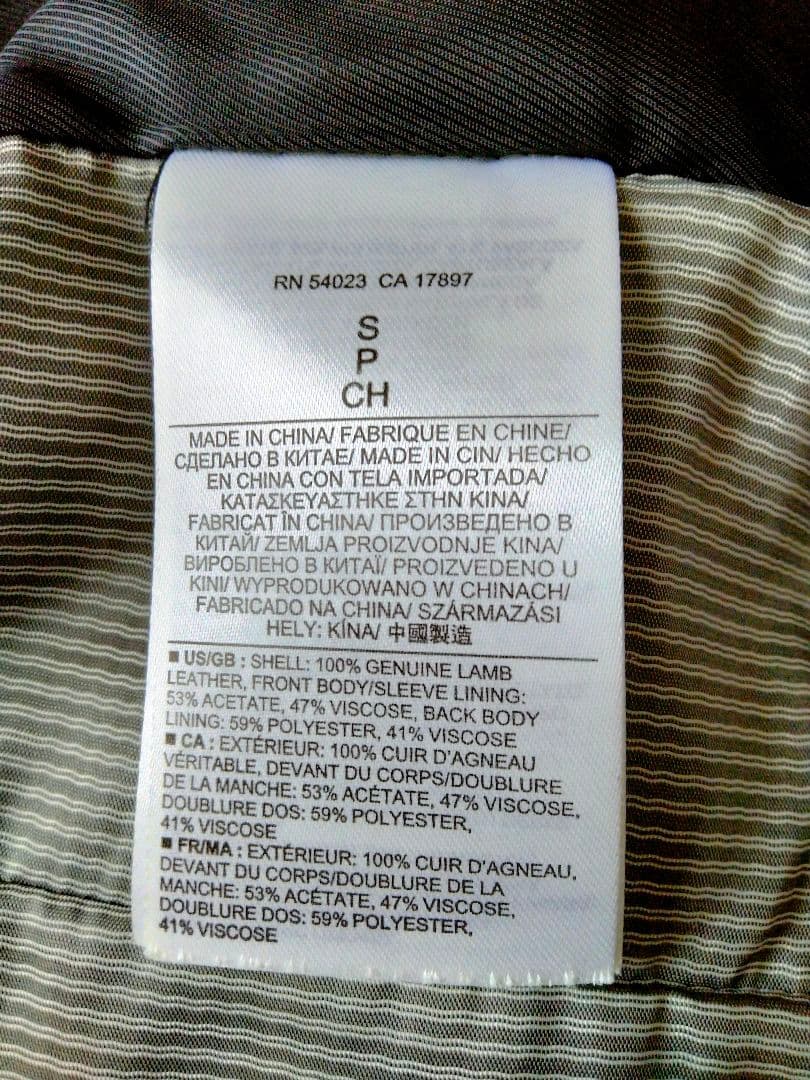 RN 54023 CA 17897
S
P
CH
MADE IN CHINA/ FABRIQUE EN CHINE/
СДЕЛАНО В КИТАЕ/ MADE IN CIN/ HECHO
EN CHINA CON TELA IMPORTADA/
ΚΑΤΑΣΚΕΥΑΣΤΗΚΕ ΣΤΗΝ ΚΙΝΑ/
FABRICAT ÎN CHINA/ ПРОИЗВЕДЕНО В
КИТАЙ/ ZEMLJA PROIZVODNJE KINA/
ВИРОБЛЕНО В КИТАЇ/ PROIZVEDENO U
KINI/ WYPRODUKOWANO W CHINACH/
FABRICADO NA CHINA/ SZÁRMAZÁSI
HELY: KÍNA/ 中國製造
■ US/GB : SHELL: 100% GENUINE LAMB
LEATHER, FRONT BODY/SLEEVE LINING:
53% ACETATE, 47% VISCOSE, BACK BODY
LINING: 59% POLYESTER, 41% VISCOSE
■ CA : EXTÉRIEUR: 100% CUIR D'AGNEAU
VÉRITABLE, DEVANT DU CORPS/DOUBLURE
DE LA MANCHE: 53% ACÉTATE, 47% VISCOSE,
DOUBLURE DOS: 59% POLYESTER,
41% VISCOSE
■ FR/MA : EXTÉRIEUR: 100% CUIR D'AGNEAU,
DEVANT DU CORPS/DOUBLURE DE LA
MANCHE: 53% ACÉTATE, 47% VISCOSE,
DOUBLURE DOS: 59% POLYESTER,
41% VISCOSE